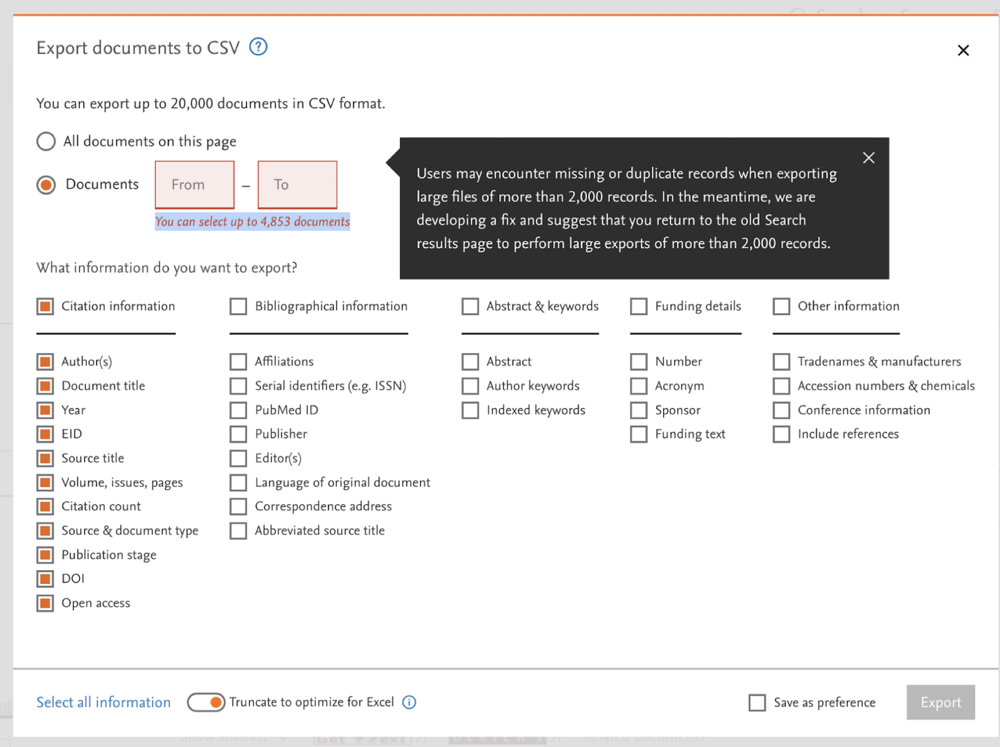 Export documents to CSV ?
You can export up to 20,000 documents in CSV format.
All documents on this page
Documents From – To
You can select up to 4,853 documents
Users may encounter missing or duplicate records when exporting
large files of more than 2,000 records. In the meantime, we are
developing a fix and suggest that you return to the old Search
results page to perform large exports of more than 2,000 records.
What information do you want to export?
Citation information
Author(s)
Document title
Year
EID
Source title
Volume, issues, pages
Citation count
Source & document type
Publication stage
DOI
Open access
Bibliographical information
Affiliations
Serial identifiers (e.g. ISSN)
PubMed ID
Publisher
Editor(s)
Language of original document
Correspondence address
Abbreviated source title
Abstract & keywords
Abstract
Author keywords
Indexed keywords
Funding details
Number
Acronym
Sponsor
Funding text
Other information
Tradenames & manufacturers
Accession numbers & chemicals
Conference information
Include references
Select all information Truncate to optimize for Excel i Save as preference Export
Show abstract Related documents